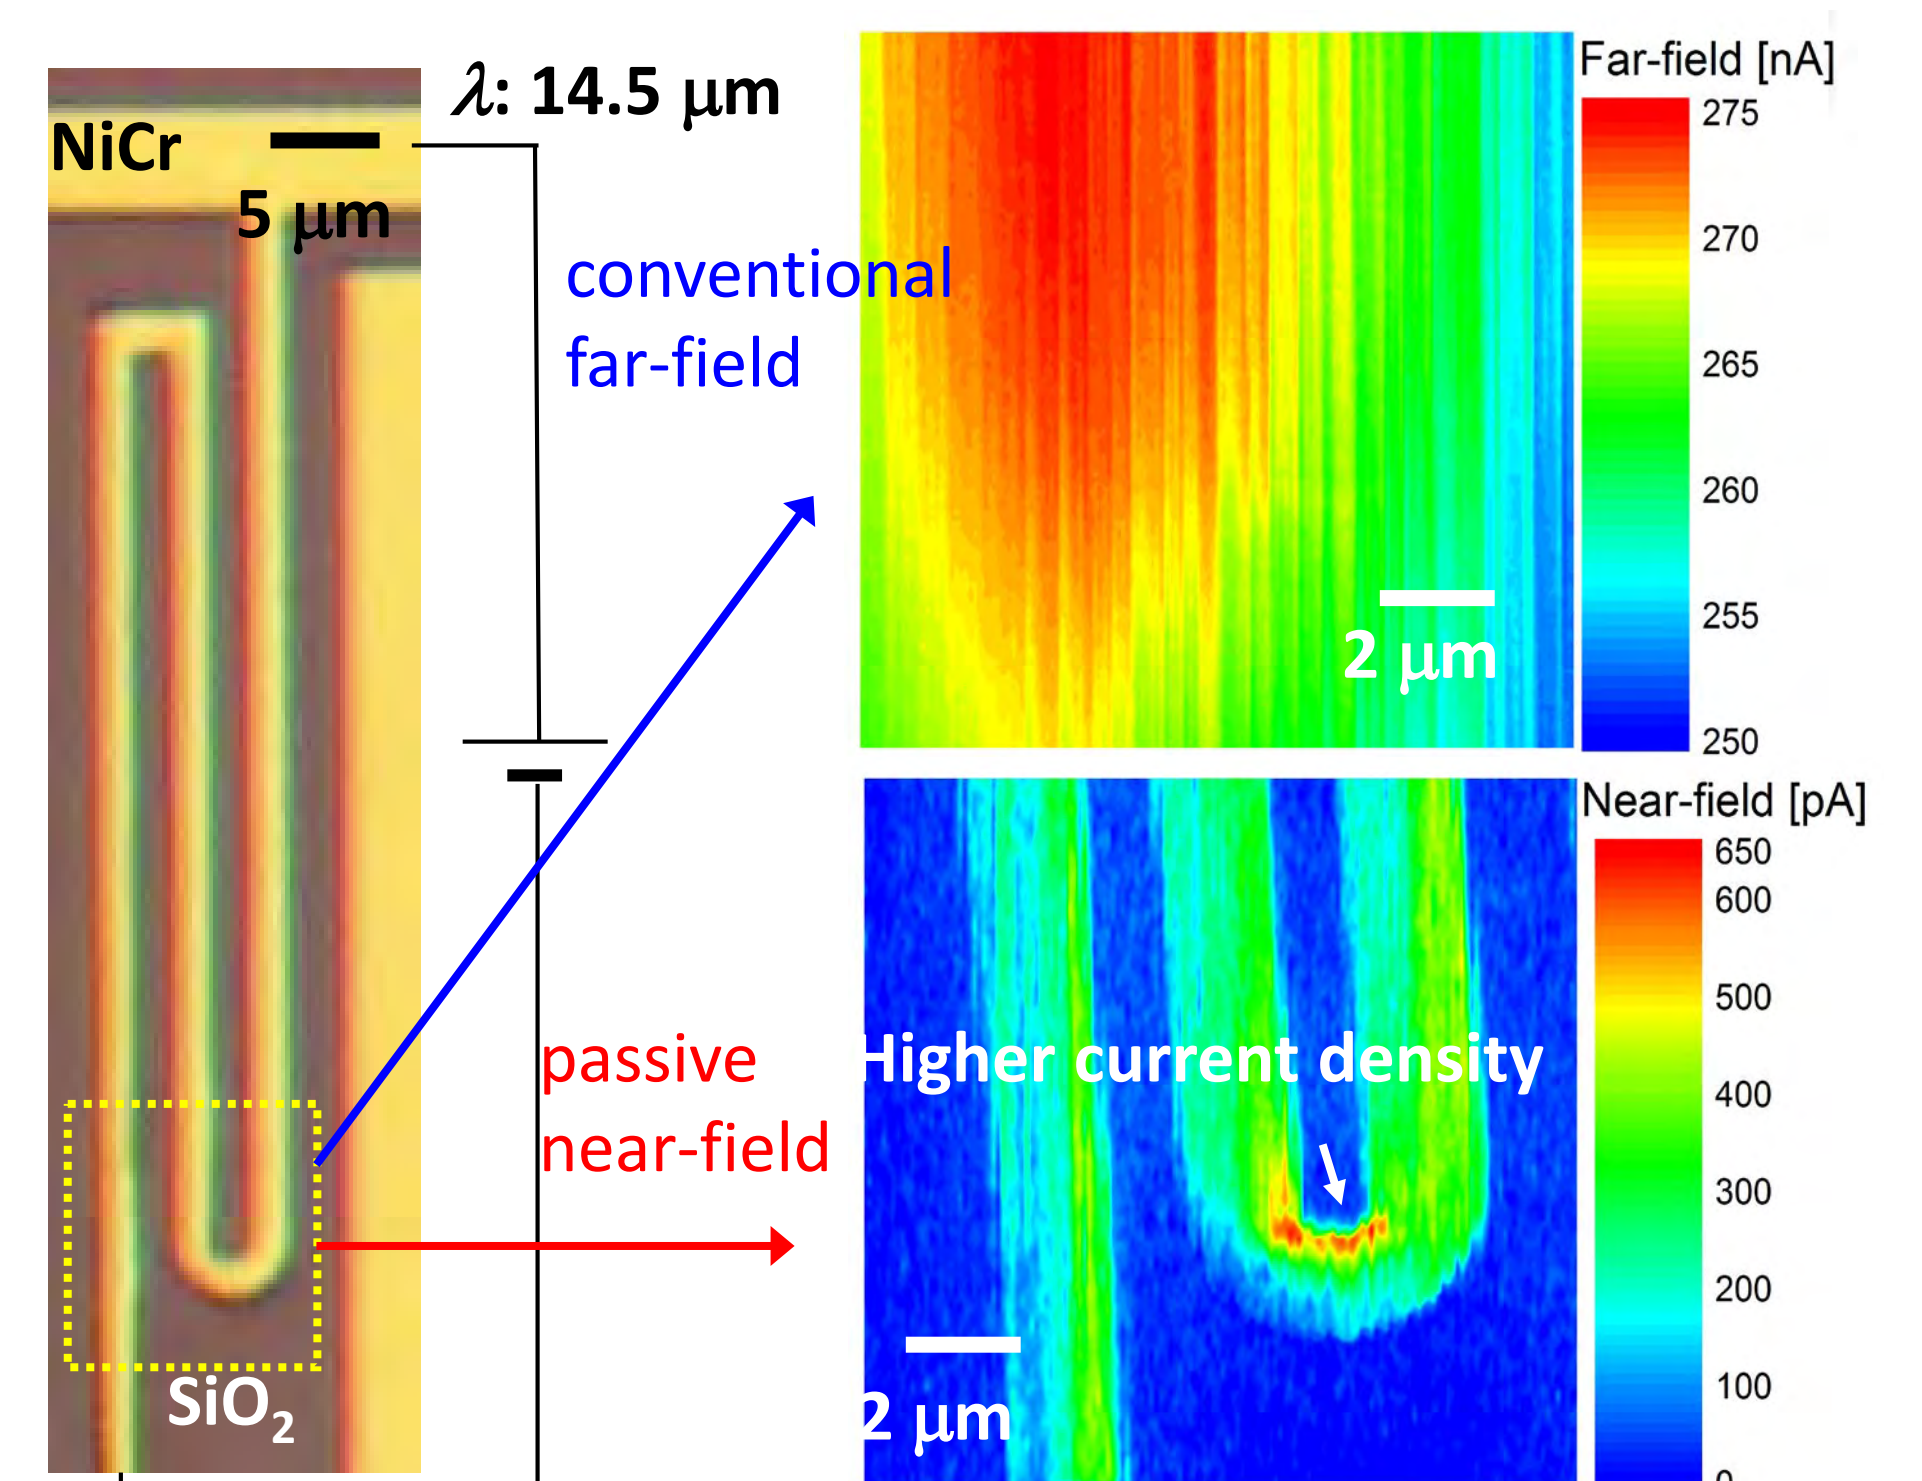 NiCr
5 μm
λ: 14.5 μm
conventional
far-field
Far-field [nA]
275
270
265
260
255
250
2 μm
passive
near-field
SiO₂
Near-field [pA]
650
600
500
400
300
200
100
0
Higher current density
2 μm